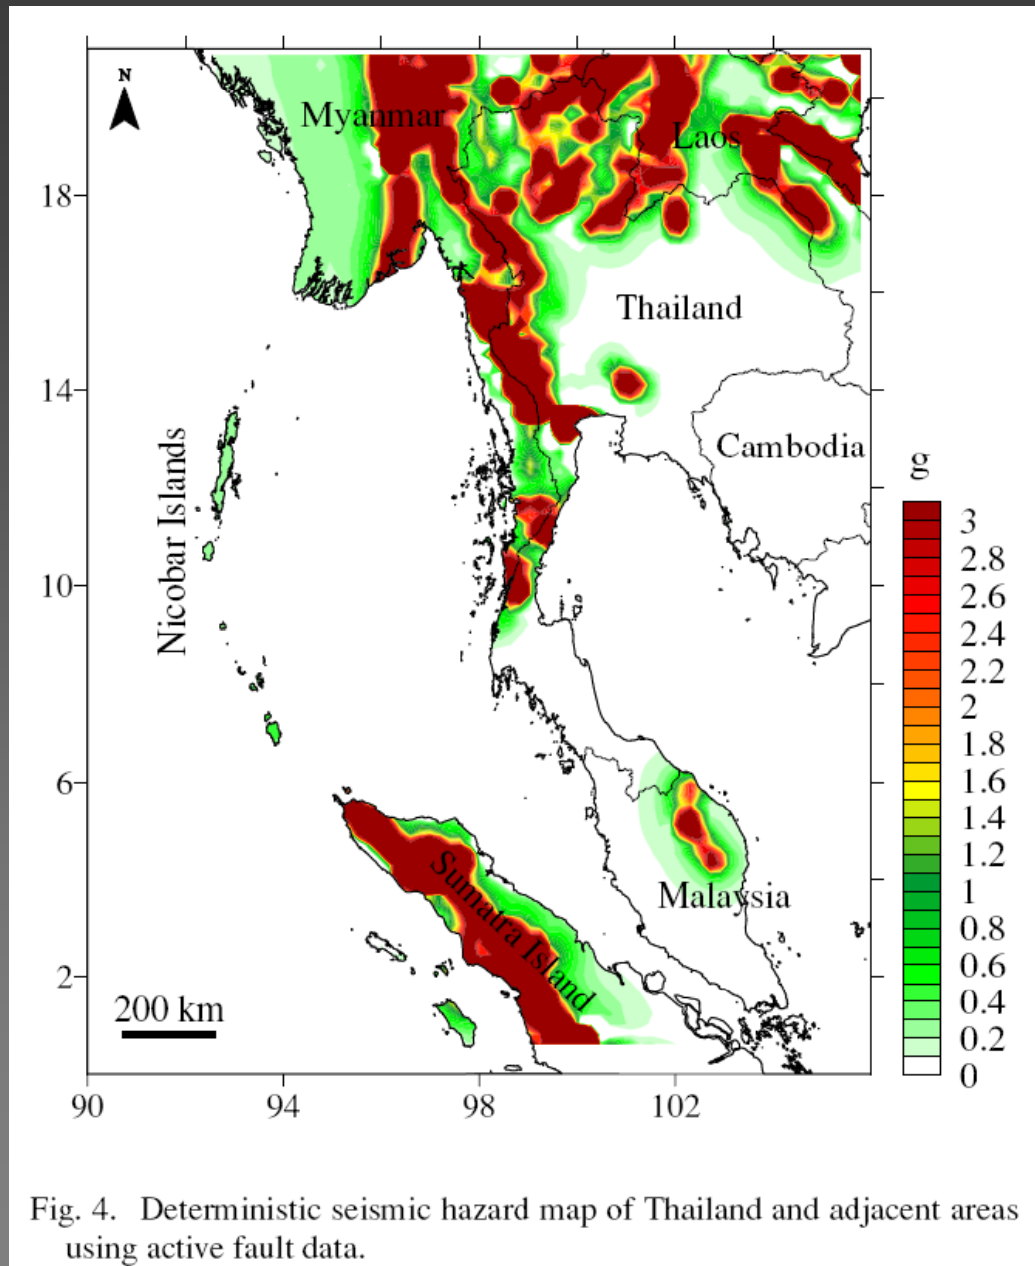 N
Myanmar
Laos
18
Thailand
14
Cambodia
g
Nicobar Islands
3
2.8
10
2.6
2.4
2.2
2
1.8
6
1.6
p
1.4
1.2
Sumatra Island
Malaysia
1
0.8
2
0.6
200 km
0.4
0.2
0
90 94 98 102
Fig. 4. Deterministic seismic hazard map of Thailand and adjacent areas
using active fault data.